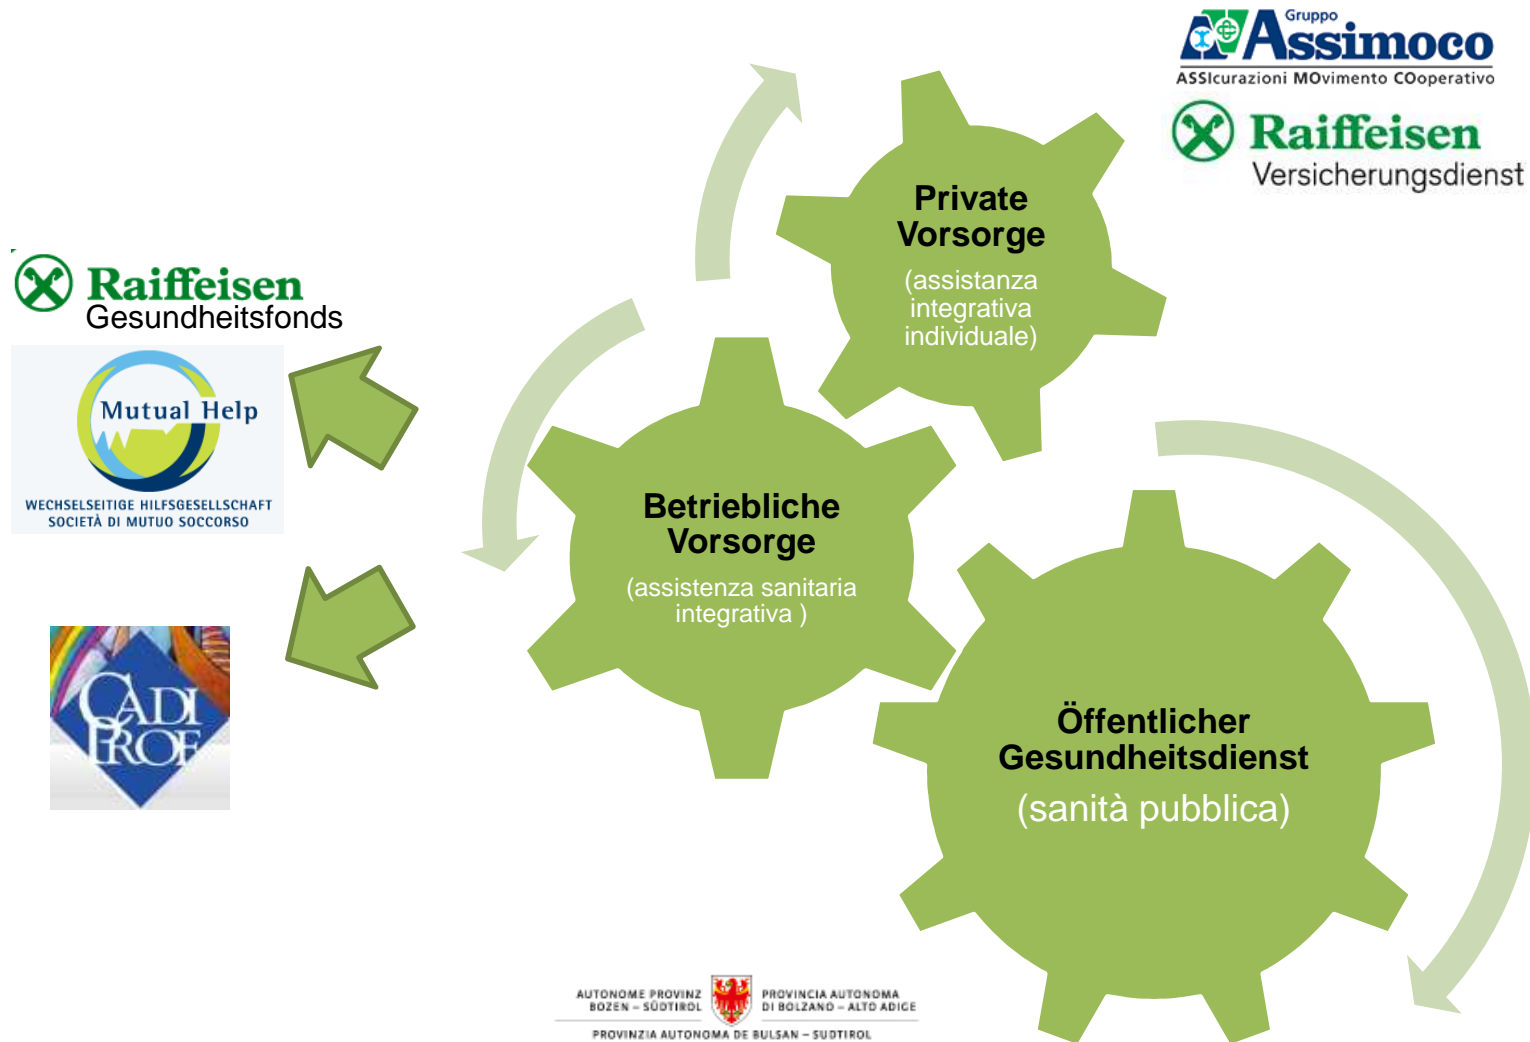 Gruppo
Assimoco
ASSIcurazioni MOvimento COoperativo
Raiffeisen
Versicherungsdienst
Private
Vorsorge
(assistanza
integrativa
individuale)
Raiffeisen
Gesundheitsfonds
Mutual Help
WECHSELSEITIGE HILFSGESELLSCHAFT
SOCIETÀ DI MUTUO SOCCORSO
Betriebliche
Vorsorge
(assistenza sanitaria
integrativa )
CADI
PROF
Öffentlicher
Gesundheitsdienst
(sanità pubblica)
AUTONOME PROVINZ
BOZEN – SÜDTIROL
PROVINCIA AUTONOMA
DI BOLZANO – ALTO ADIGE
PROVINZIA AUTONOMA DE BULSAN – SUDTIROL